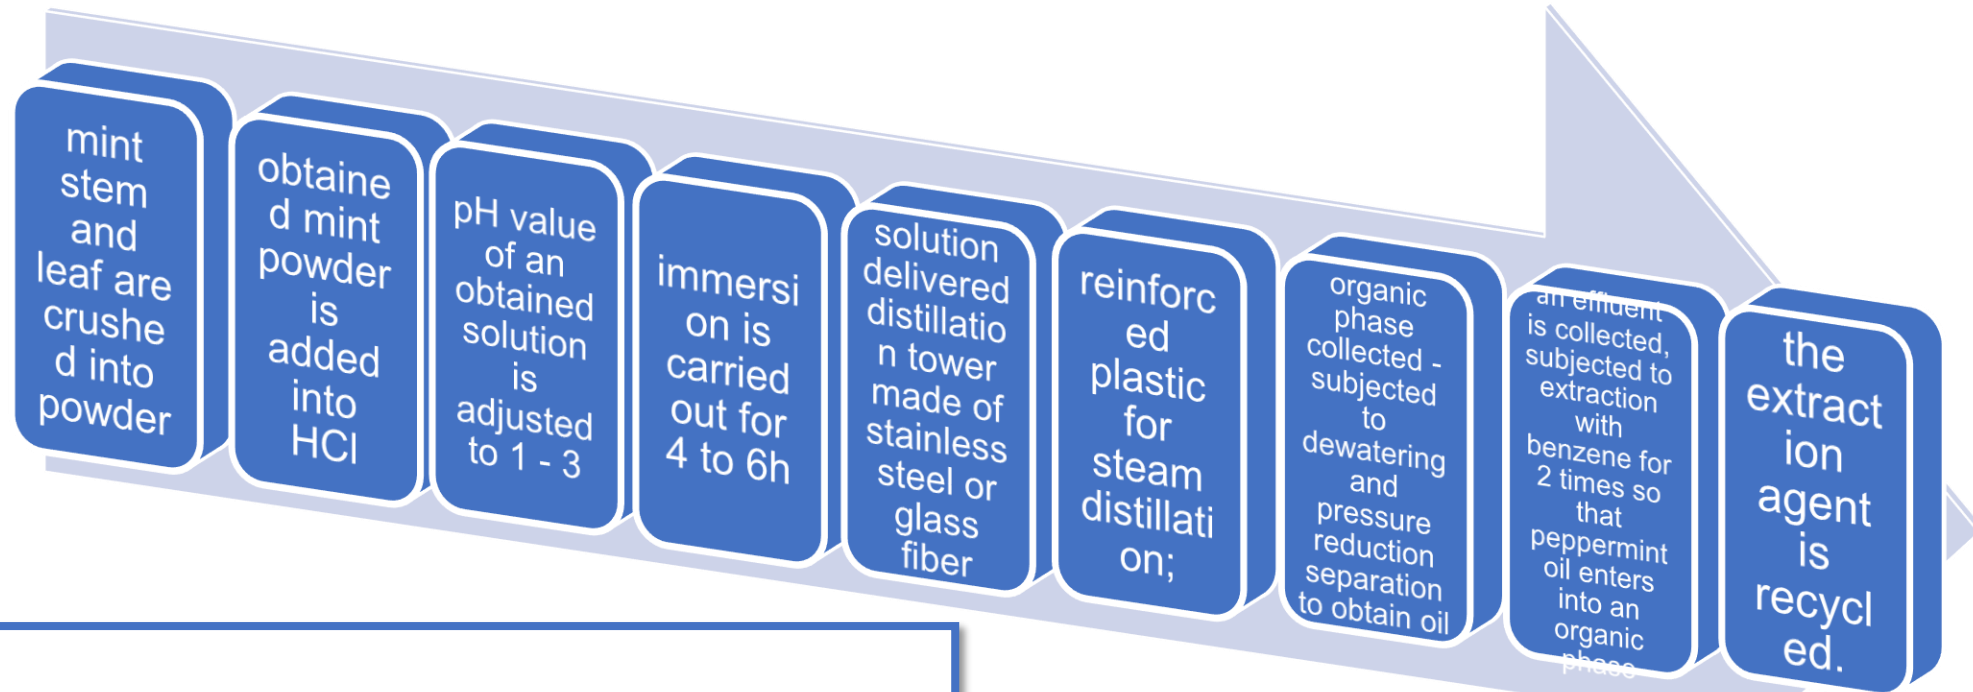 mint
stem
and
leaf are
crushe
d into
powder
obtaine
d mint
powder
is
added
into
HCl
pH value
of an
obtained
solution
is
adjusted
to 1 - 3
immersi
on is
carried
out for
4 to 6h
solution
delivered
distillatio
n tower
made of
stainless
steel or
glass
fiber
reinforc
ed
plastic
for
steam
distillati
on;
organic
phase
collected -
subjected
to
dewatering
and
pressure
reduction
separation
to obtain oil
an effluent
is collected,
subjected to
extraction
with
benzene for
2 times so
that
peppermint
oil enters
into an
organic
phase
the
extract
ion
agent
is
recycl
ed.